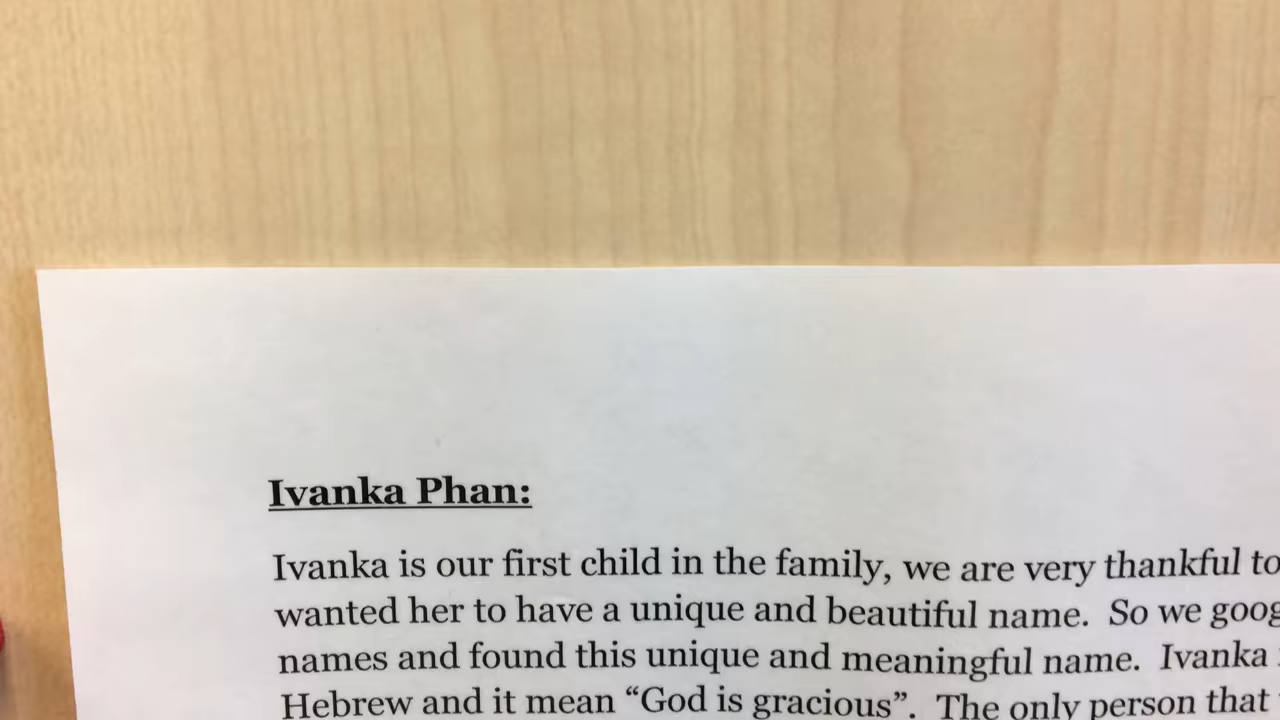 Ivanka Phan:
Ivanka is our first child in the family, we are very thankful to
wanted her to have a unique and beautiful name. So we goog
names and found this unique and meaningful name. Ivanka
Hebrew and it mean “God is gracious”. The only person that